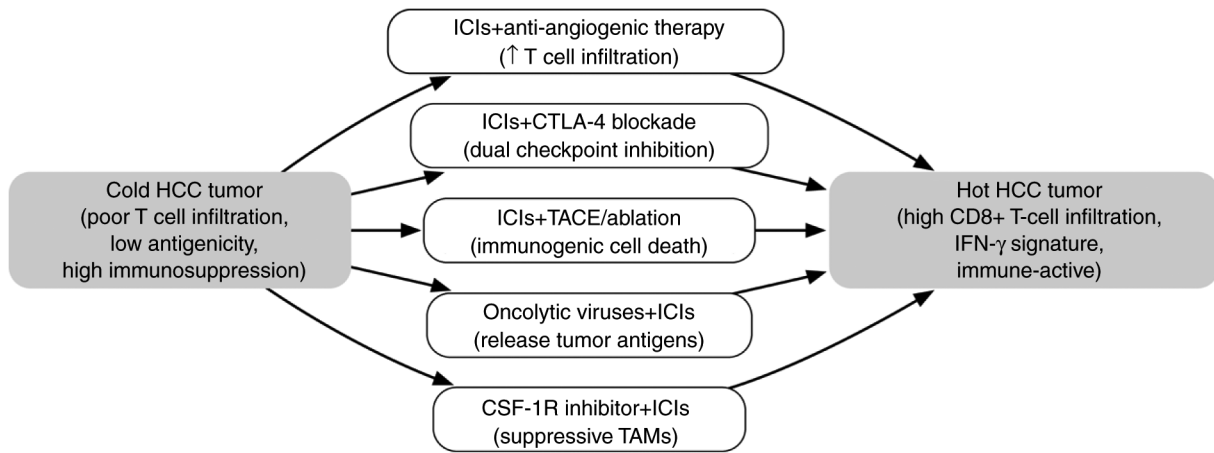 ICIs+anti-angiogenic therapy
(↑ T cell infiltration)
ICIs+CTLA-4 blockade
(dual checkpoint inhibition)
Cold HCC tumor
(poor T cell infiltration,
low antigenicity,
high immunosuppression)
ICIs+TACE/ablation
(immunogenic cell death)
Hot HCC tumor
(high CD8+ T-cell infiltration,
IFN-γ signature,
immune-active)
Oncolytic viruses+ICIs
(release tumor antigens)
CSF-1R inhibitor+ICIs
(suppressive TAMs)